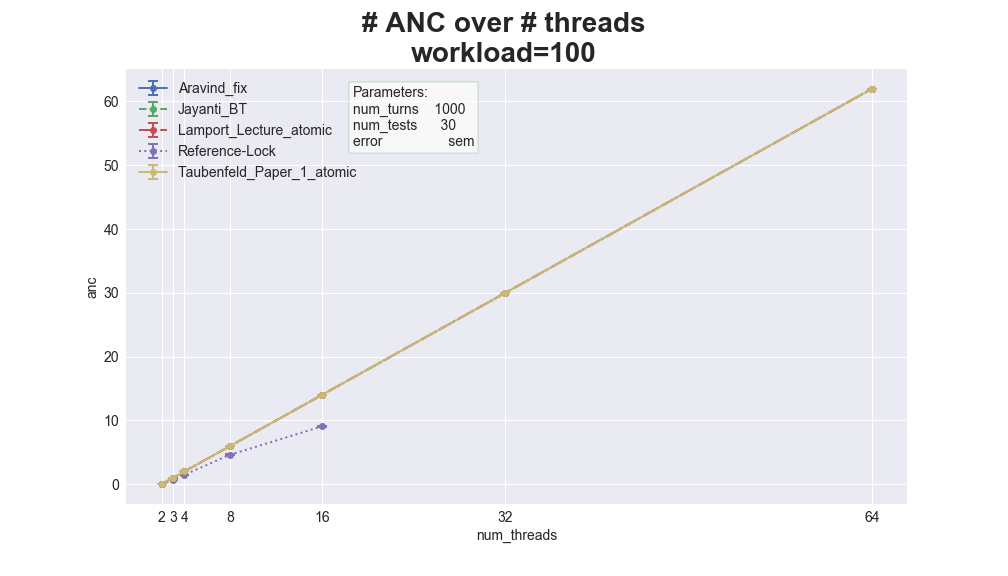 # ANC over # threads
workload=100
Aravind_fix
Jayanti_BT
Lamport_Lecture_atomic
Reference-Lock
Taubenfeld_Paper_1_atomic
Parameters:
num_turns 1000
num_tests 30
error sem
60
50
40
30
20
10
0
anc
2 3 4 8 16 32 64
num_threads